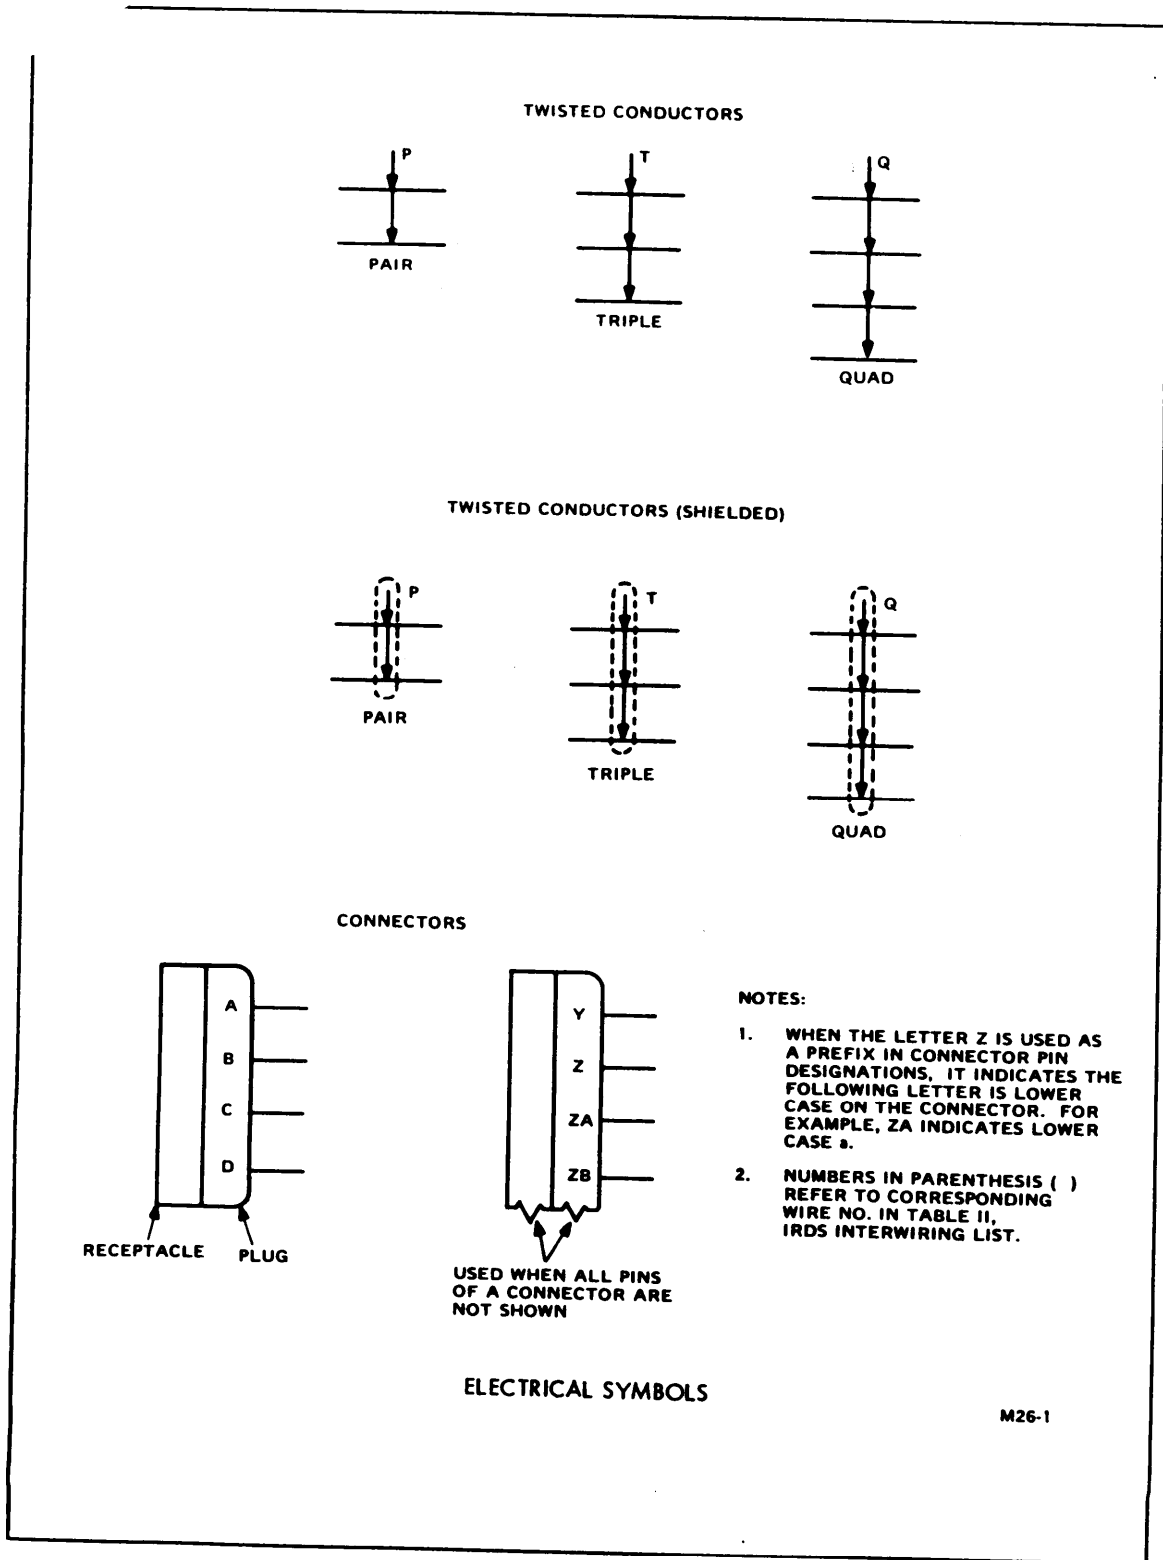 TWISTED CONDUCTORS
P
T
Q
PAIR
TRIPLE
QUAD
TWISTED CONDUCTORS (SHIELDED)
P
T
Q
PAIR
TRIPLE
QUAD
CONNECTORS
A
B
C
D
RECEPTACLE
PLUG
Y
Z
ZA
ZB
USED WHEN ALL PINS
OF A CONNECTOR ARE
NOT SHOWN
NOTES:
1. WHEN THE LETTER Z IS USED AS
A PREFIX IN CONNECTOR PIN
DESIGNATIONS, IT INDICATES THE
FOLLOWING LETTER IS LOWER
CASE ON THE CONNECTOR. FOR
EXAMPLE, ZA INDICATES LOWER
CASE a.
2. NUMBERS IN PARENTHESIS ( )
REFER TO CORRESPONDING
WIRE NO. IN TABLE II,
IRDS INTERWIRING LIST.
ELECTRICAL SYMBOLS
M26-1